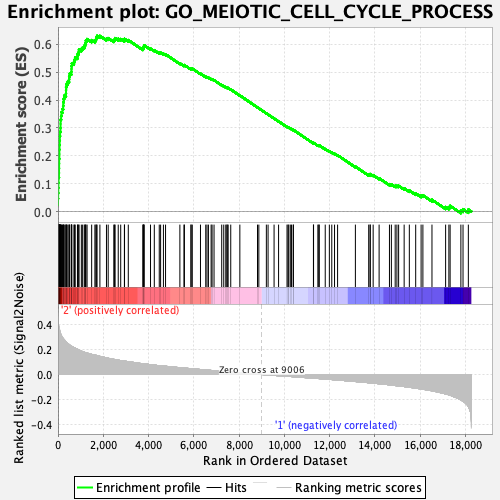 Enrichment plot: GO_MEIOTIC_CELL_CYCLE_PROCESS
Enrichment score (ES)
0.6
0.5
0.4
0.3
0.2
0.1
0.0
'2' (positively correlated)
Ranked list metric (Signal2Noise)
0.4
0.2
0.0
-0.2
-0.4
Zero cross at 9006
'1' (negatively correlated)
0 2,000 4,000 6,000 8,000 10,000 12,000 14,000 16,000 18,000
Rank in Ordered Dataset
Enrichment profile Hits Ranking metric scores